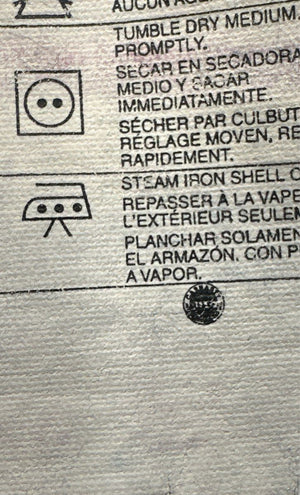 TUMBLE DRY MEDIUM
PROMPTLY.
SECAR EN SECADORA
MEDIO Y SACAR
IMMEDIATAMENTE.
SÉCHER PAR CULBUT
RÉGLAGE MOVEN, RE
RAPIDEMENT.
STEAM IRON SHELL O
REPASSER À LA VAPE
L'EXTÉRIEUR SEULEM
PLANCHAR SOLAMEN
EL ARMAZÓN, CON P
A VAPOR.